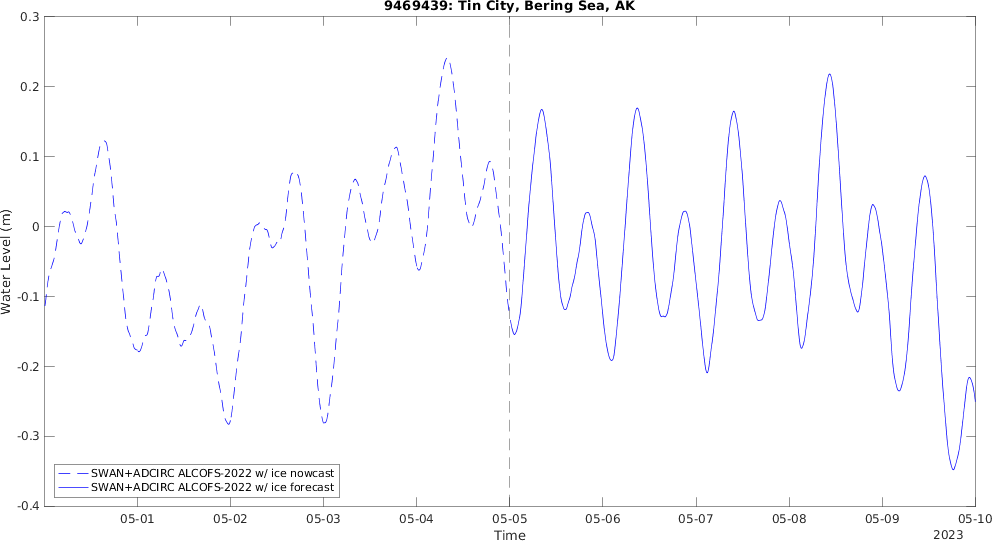 9469439: Tin City, Bering Sea, AK
0.3
0.2
0.1
0
-0.1
-0.2
-0.3
-0.4
Water Level (m)
SWAN+ADCIRC ALCOFS-2022 w/ ice nowcast
SWAN+ADCIRC ALCOFS-2022 w/ ice forecast
05-01 05-02 05-03 05-04 05-05 05-06 05-07 05-08 05-09 05-10
Time
2023